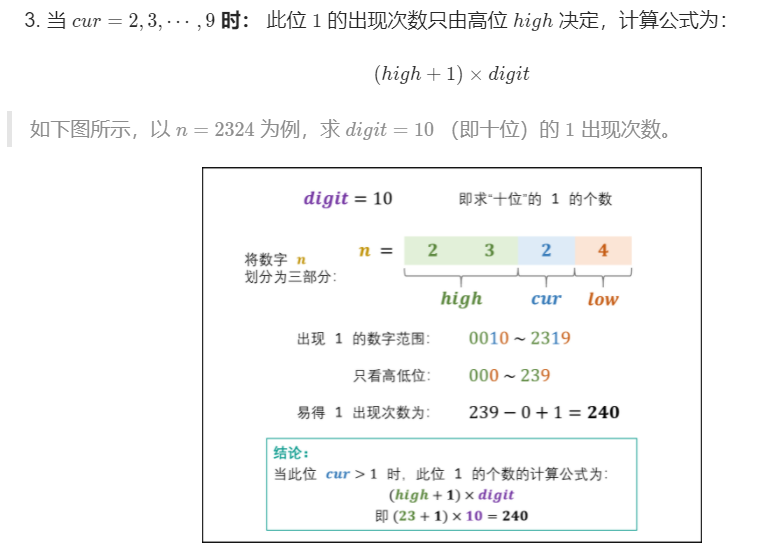 3. 当 cur = 2, 3, ⋯ , 9 时： 此位 1 的出现次数只由高位 high 决定，计算公式为：
(high + 1) × digit
如下图所示，以 n = 2324 为例，求 digit = 10 （即十位）的 1 出现次数。
digit = 10 即求“十位”的 1 的个数
将数字 n
划分为三部分：
n = 2 3 2 4
high cur low
出现 1 的数字范围： 0010 ~ 2319
只看高低位： 000 ~ 239
易得 1 出现次数为： 239 − 0 + 1 = 240
结论：
当此位 cur > 1 时，此位 1 的个数的计算公式为：
(high + 1) × digit
即 (23 + 1) × 10 = 240